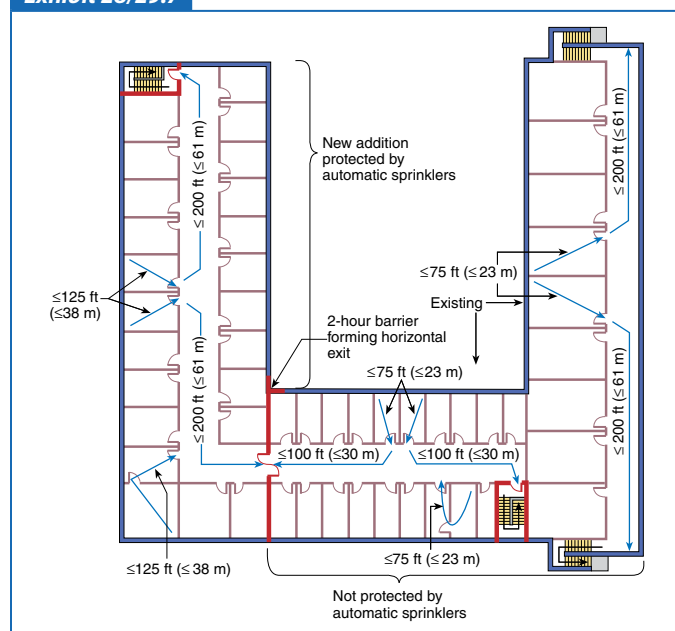 Exhibit 28/29.7
New addition
protected by
automatic sprinklers
≤ 200 ft (≤ 61 m)
≤ 200 ft (≤ 61 m)
≤75 ft (≤ 23 m)
≤125 ft
(≤38 m)
Existing
2-hour barrier
forming horizontal
exit
≤75 ft (≤ 23 m)
≤200 ft (≤ 61 m)
≤ 200 ft (≤ 61 m)
≤100 ft (≤30 m)
≤100 ft (≤30 m)
≤125 ft (≤ 38 m)
≤75 ft (≤ 23 m)
Not protected by
automatic sprinklers